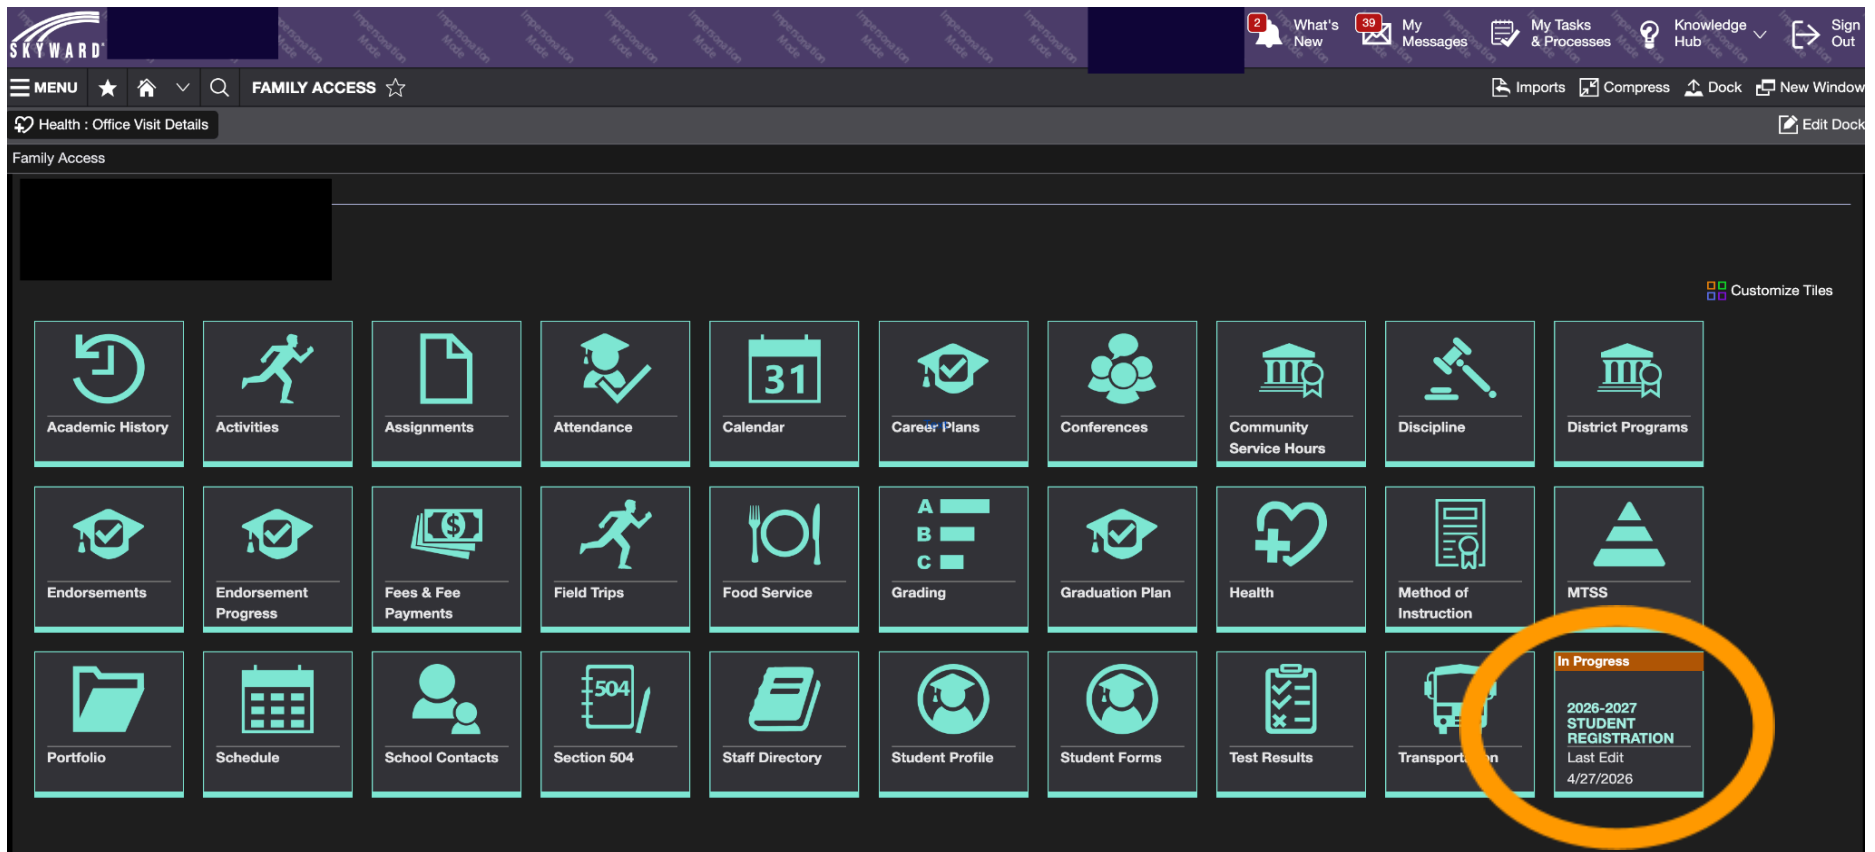 SKYWARD
2 What's New
39 My Messages
My Tasks & Processes
Knowledge Hub
Sign Out
Impersonation Mode
MENU
FAMILY ACCESS
Imports
Compress
Dock
New Window
Health : Office Visit Details
Edit Dock
Family Access
Customize Tiles
Academic History
Activities
Assignments
Attendance
31
Calendar
Career Plans
Conferences
Community
Service Hours
Discipline
District Programs
Endorsements
Endorsement
Progress
Fees & Fee
Payments
Field Trips
Food Service
A
B
C
Grading
Graduation Plan
Health
Method of
Instruction
MTSS
Portfolio
Schedule
School Contacts
504
Section 504
Staff Directory
Student Profile
Student Forms
Test Results
In Progress
2026-2027
STUDENT
REGISTRATION
Last Edit
4/27/2026